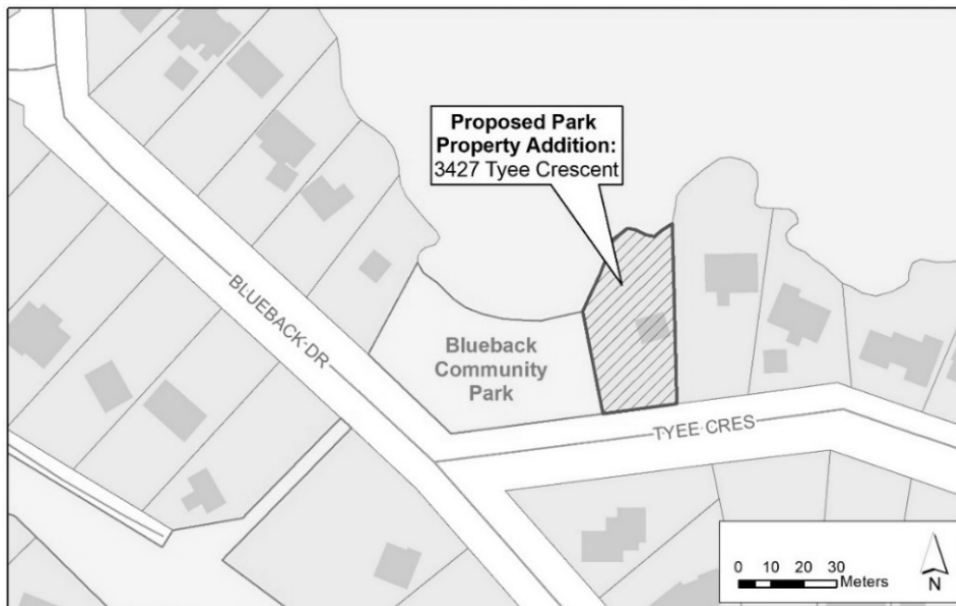 Proposed Park
Property Addition:
3427 Tyee Crescent
BLUEBACK DR
Blueback
Community
Park
TYEE CRES
0 10 20 30
Meters
N